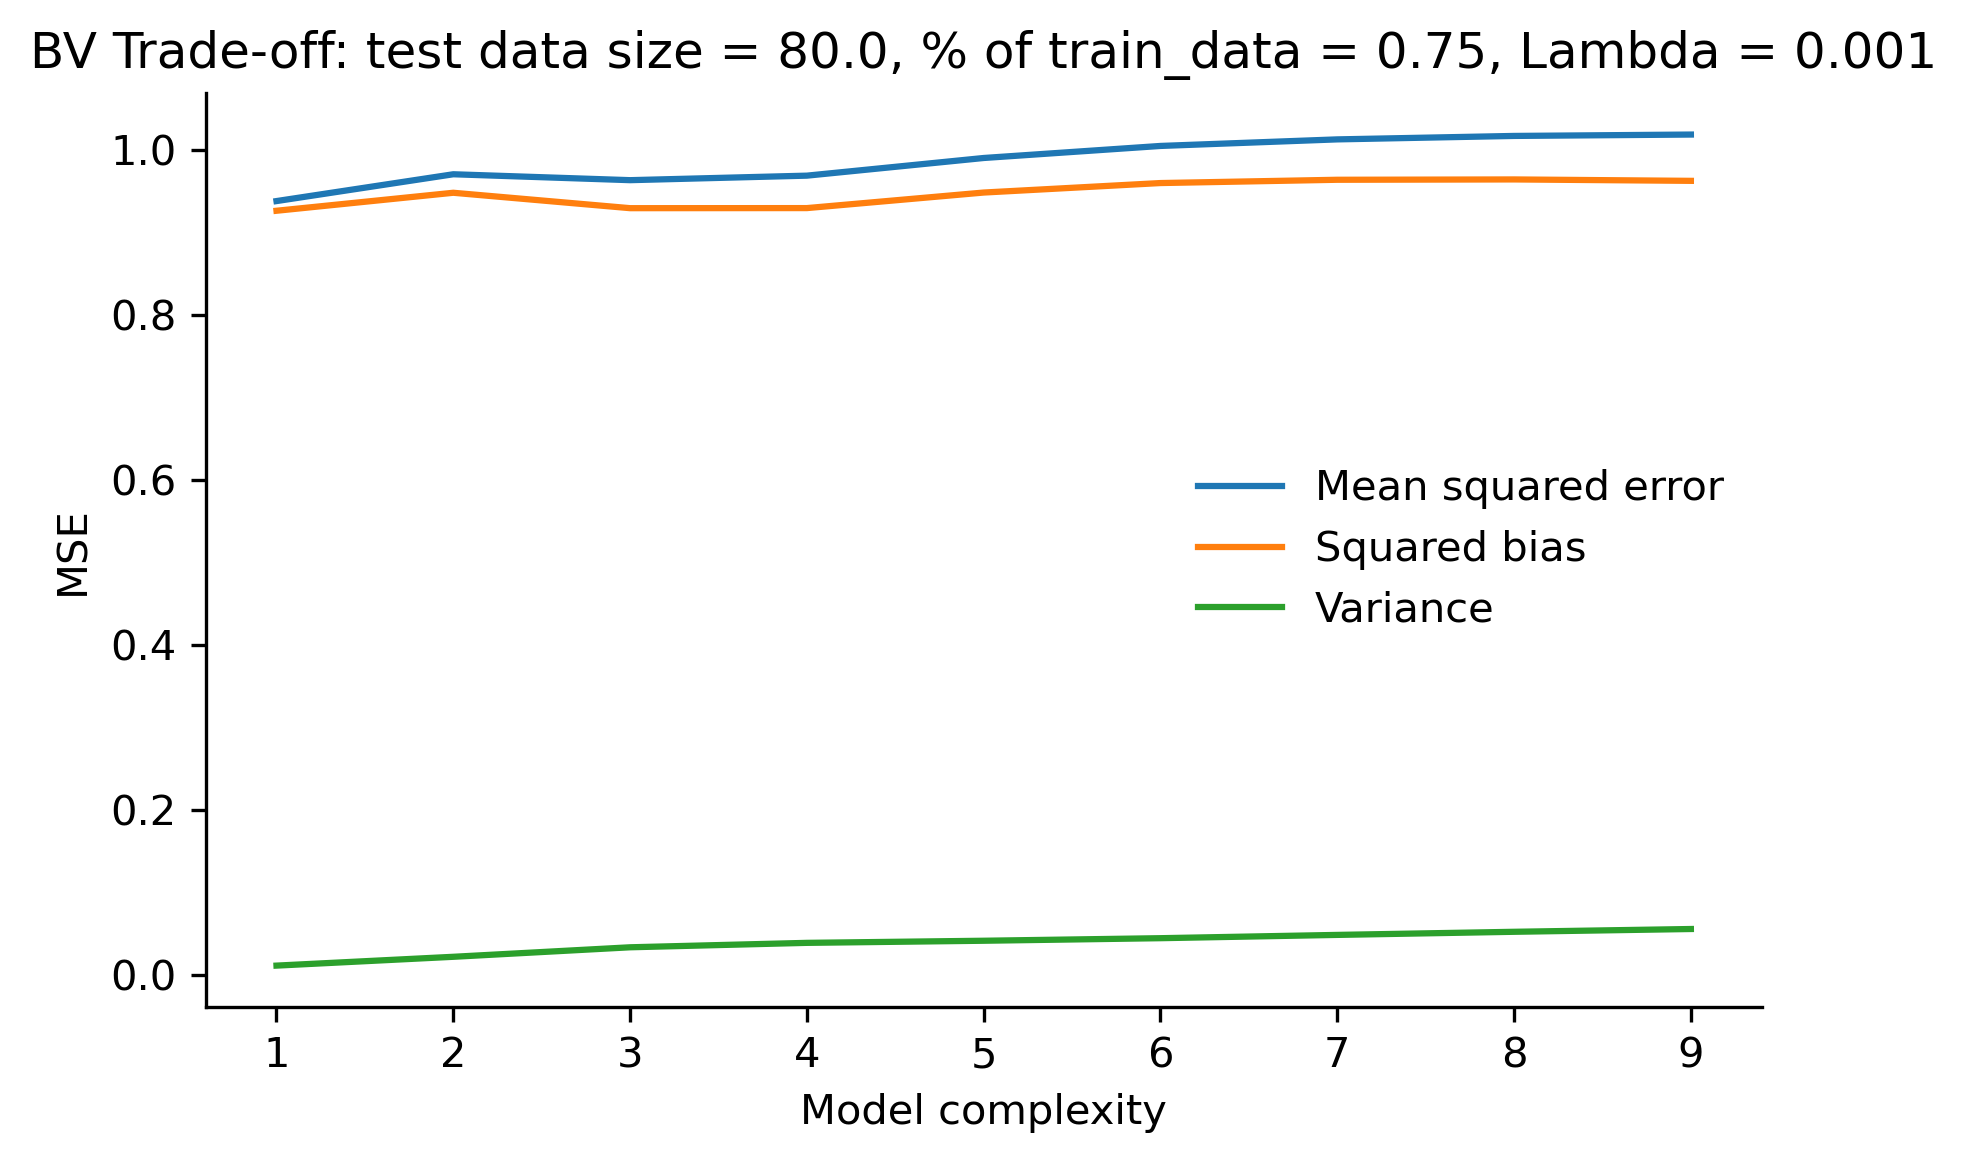 BV Trade-off: test data size = 80.0, % of train_data = 0.75, Lambda = 0.001
1.0
0.8
0.6
0.4
0.2
0.0
MSE
Mean squared error
Squared bias
Variance
1 2 3 4 5 6 7 8 9
Model complexity